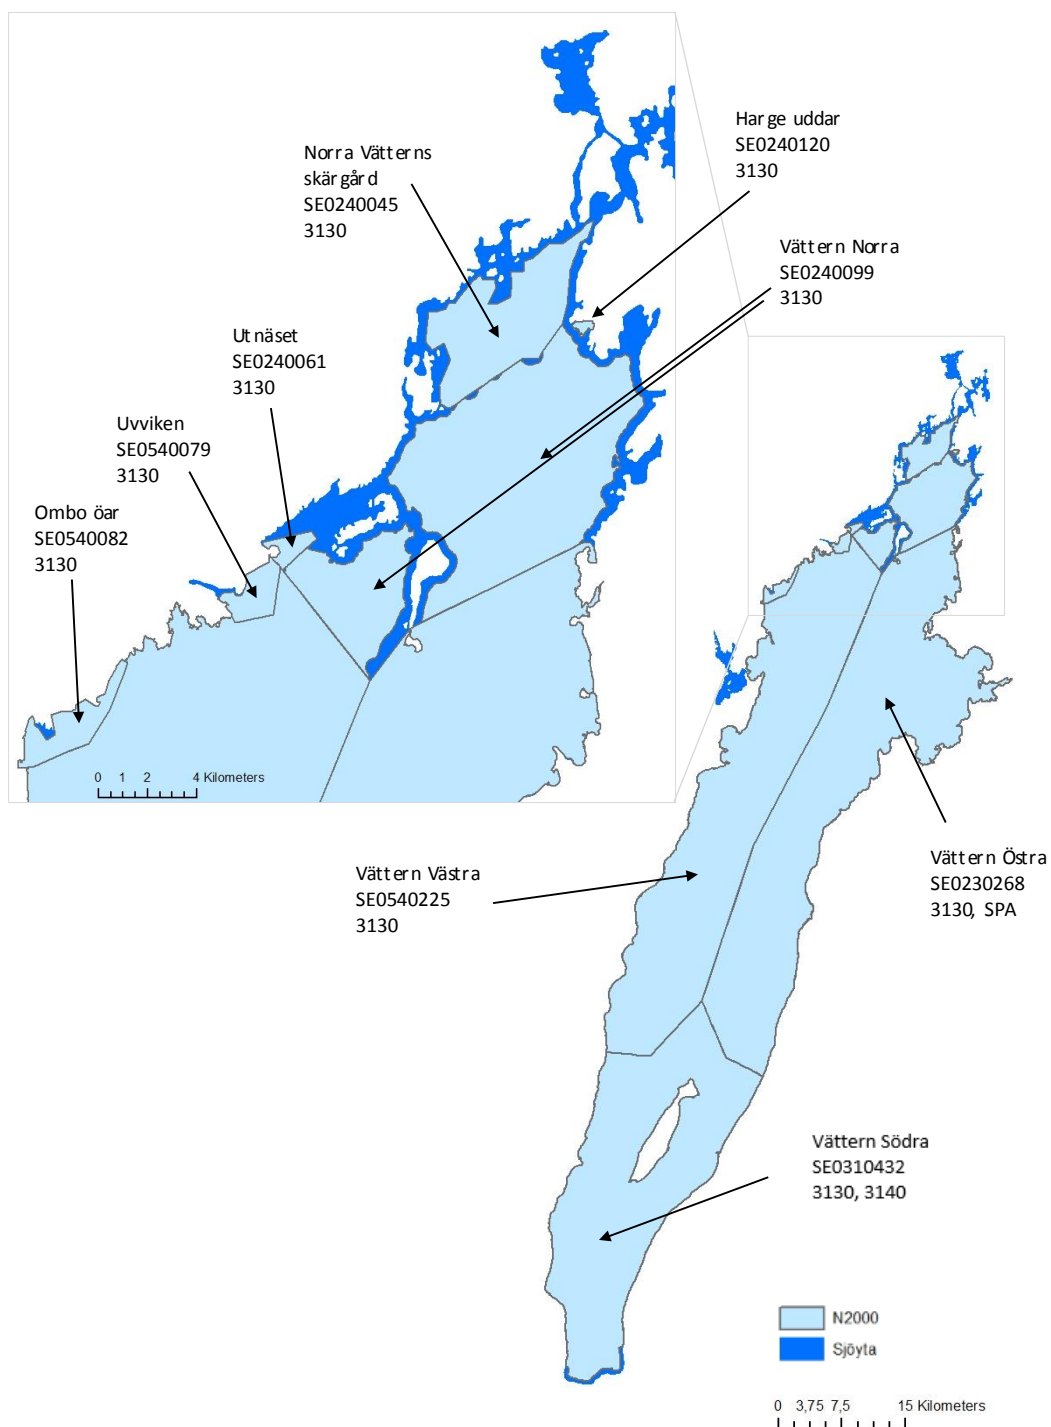 Harge uddar
SE0240120
3130
Norra Vätterns
skärgård
SE0240045
3130
Vättern Norra
SE0240099
3130
Utnäset
SE0240061
3130
Uvviken
SE0540079
3130
Ombo öar
SE0540082
3130
0 1 2 4 Kilometers
Vättern Östra
SE0230268
3130, SPA
Vättern Västra
SE0540225
3130
Vättern Södra
SE0310432
3130, 3140
N2000
Sjöyta
0 3,75 7,5 15 Kilometers